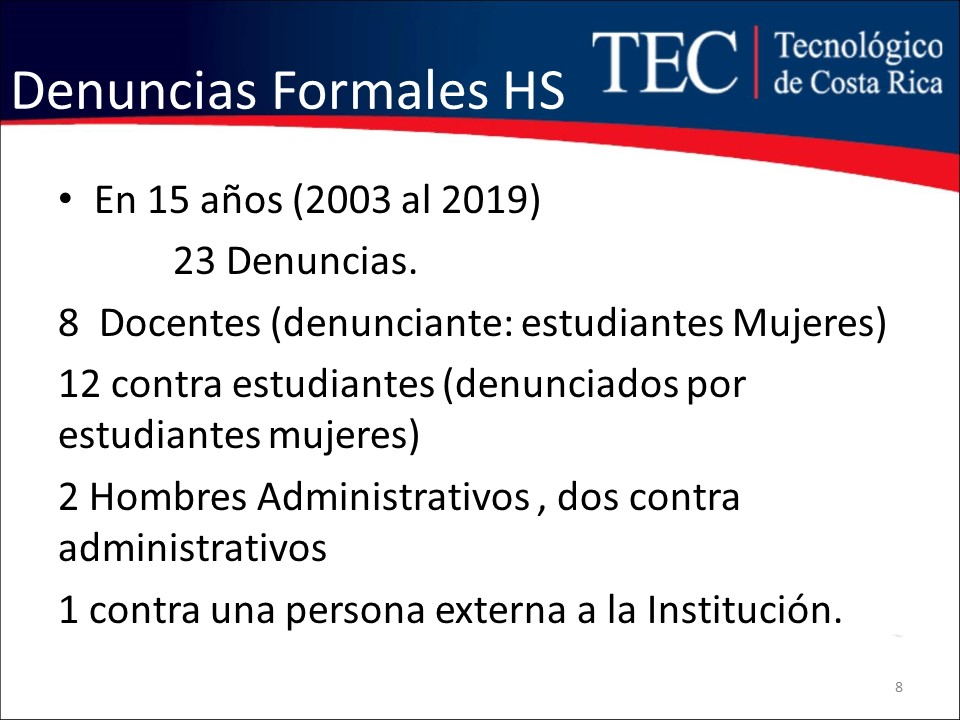 Denuncias Formales HS
TEC
Tecnológico
de Costa Rica
• En 15 años (2003 al 2019)
23 Denuncias.
8  Docentes (denunciante: estudiantes Mujeres)
12 contra estudiantes (denunciados por
estudiantes mujeres)
2 Hombres Administrativos , dos contra
administrativos
1 contra una persona externa a la Institución.
8